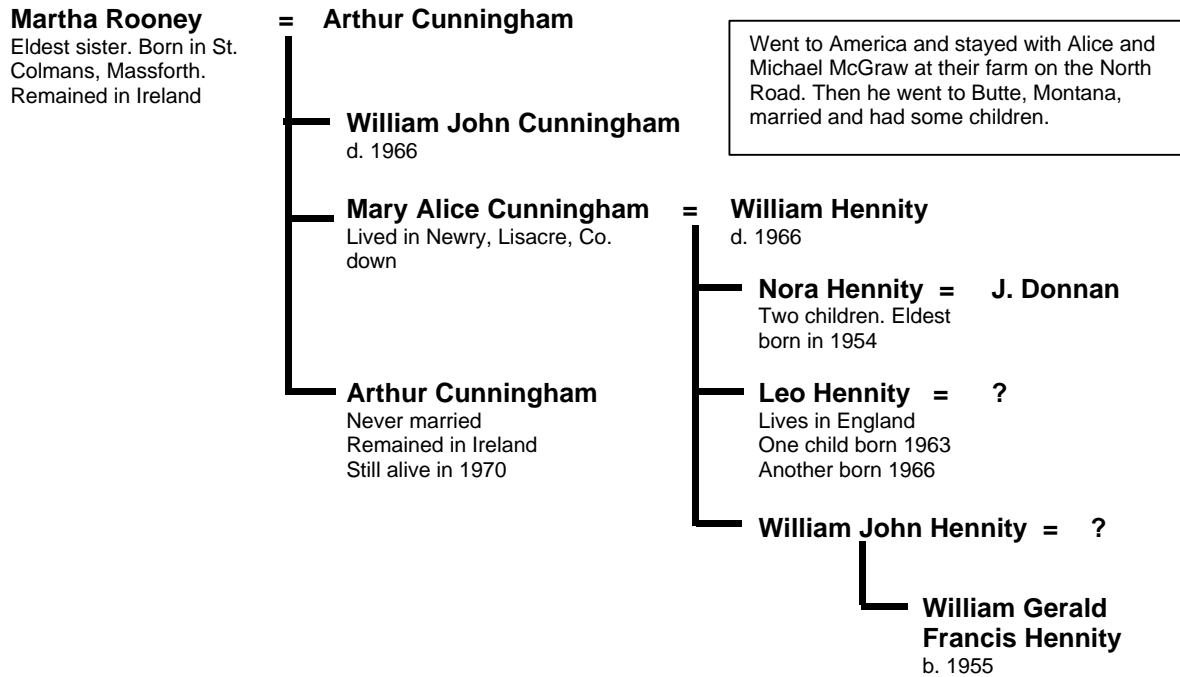 Martha Rooney = Arthur Cunningham
Eldest sister. Born in St.
Colmans, Massforth.
Remained in Ireland
Went to America and stayed with Alice and
Michael McGraw at their farm on the North
Road. Then he went to Butte, Montana,
married and had some children.
William John Cunningham
d. 1966
Mary Alice Cunningham = William Hennity
Lived in Newry, Lisacre, Co.
down
d. 1966
Nora Hennity = J. Donnan
Two children. Eldest
born in 1954
Arthur Cunningham
Never married
Remained in Ireland
Still alive in 1970
Leo Hennity = ?
Lives in England
One child born 1963
Another born 1966
William John Hennity = ?
William Gerald
Francis Hennity
b. 1955